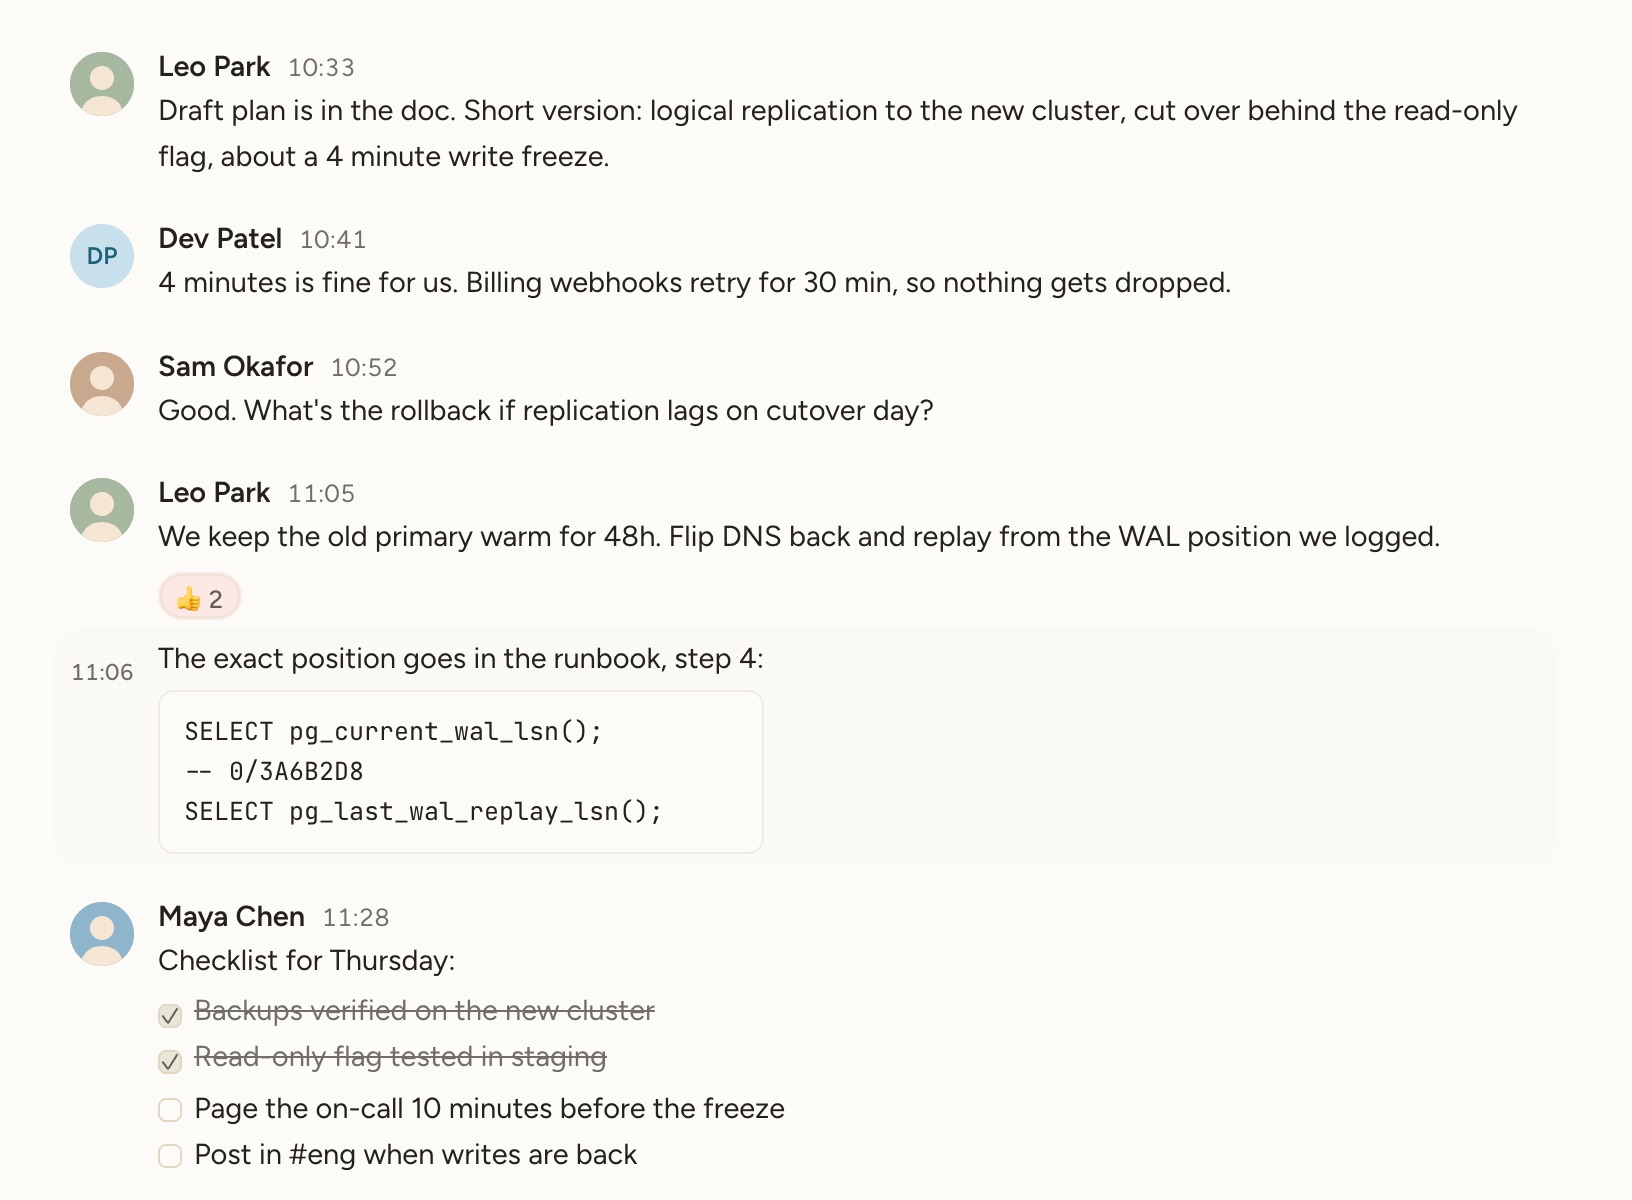 Leo Park 10:33
Draft plan is in the doc. Short version: logical replication to the new cluster, cut over behind the read-only
flag, about a 4 minute write freeze.
DP
Dev Patel 10:41
4 minutes is fine for us. Billing webhooks retry for 30 min, so nothing gets dropped.
Sam Okafor 10:52
Good. What's the rollback if replication lags on cutover day?
Leo Park 11:05
We keep the old primary warm for 48h. Flip DNS back and replay from the WAL position we logged.
👍 2
11:06 The exact position goes in the runbook, step 4:
SELECT pg_current_wal_lsn();
-- 0/3A6B2D8
SELECT pg_last_wal_replay_lsn();
Maya Chen 11:28
Checklist for Thursday:
Backups verified on the new cluster
Read-only flag tested in staging
Page the on-call 10 minutes before the freeze
Post in #eng when writes are back